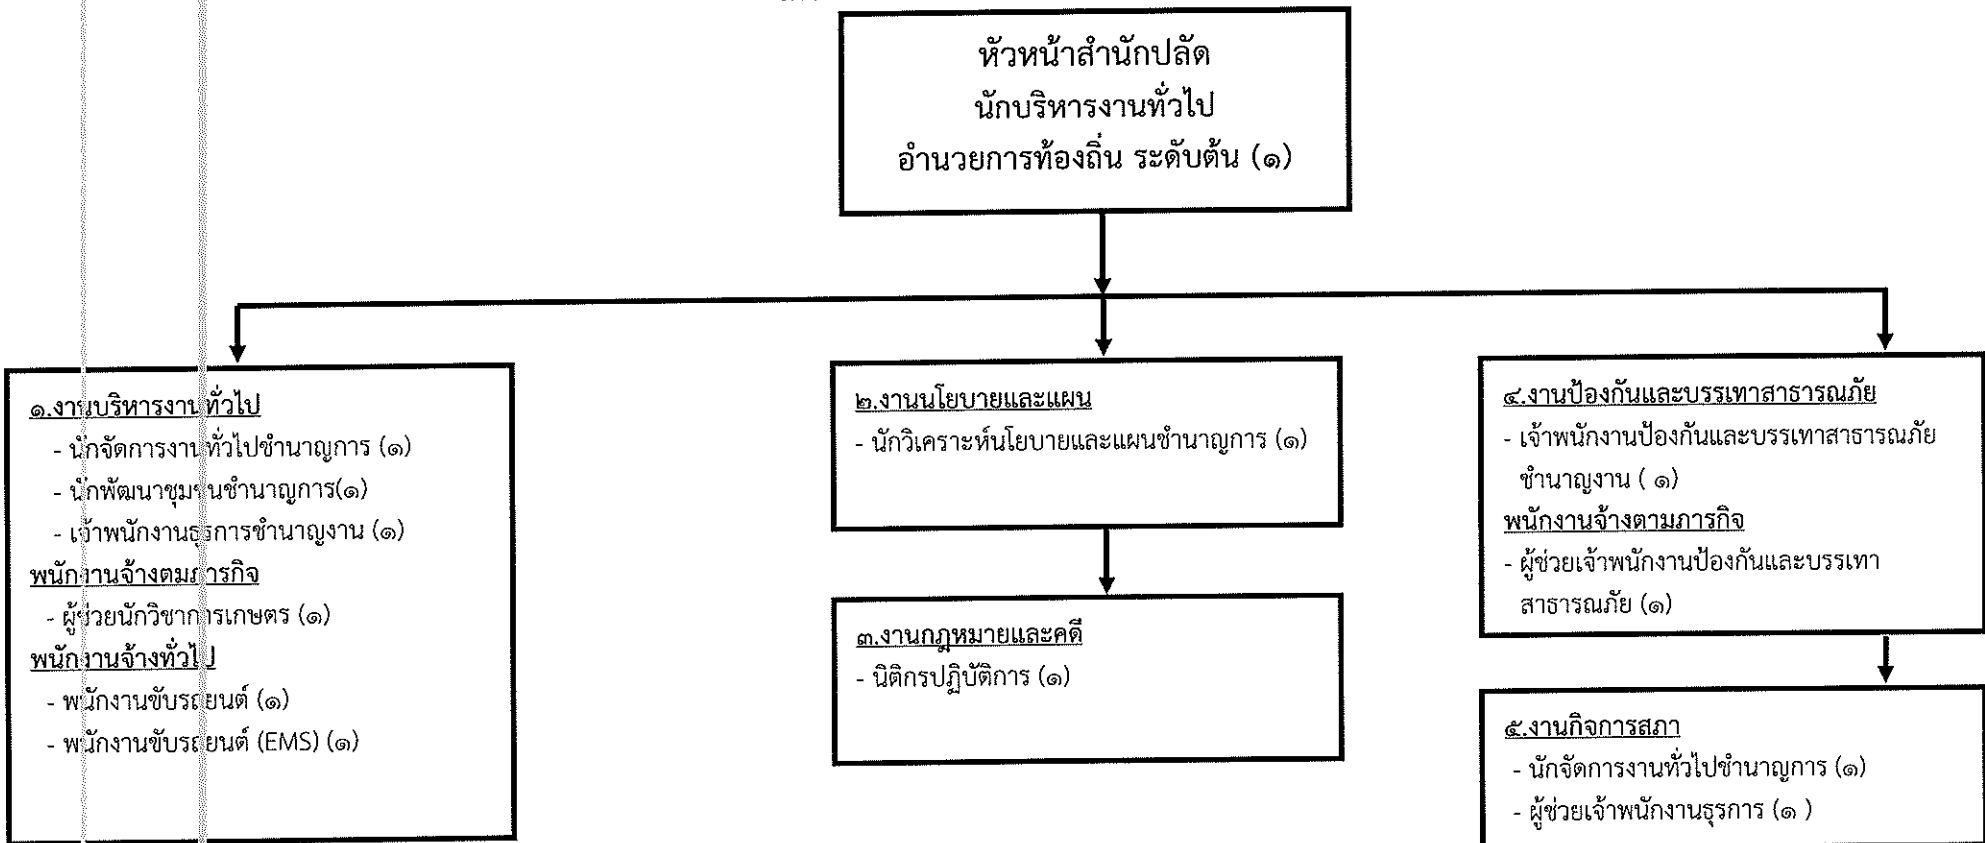 หัวหน้าสำนักปลัด
นักบริหารงานทั่วไป
อำนวยการท้องถิ่น ระดับต้น (๑)
๑.งานบริหารงานทั่วไป
- นักจัดการงานทั่วไปชำนาญการ (๑)
- นักพัฒนาชุมชนชำนาญการ(๑)
- เจ้าพนักงานธุรการชำนาญงาน (๑)
พนักงานจ้างตมภารกิจ
- ผู้ช่วยนักวิชาการเกษตร (๑)
พนักงานจ้างทั่วไป
- พนักงานขับรถยนต์ (๑)
- พนักงานขับรถยนต์ (EMS) (๑)
๒.งานนโยบายและแผน
- นักวิเคราะห์นโยบายและแผนชำนาญการ (๑)
๓.งานกฎหมายและคดี
- นิติกรปฏิบัติการ (๑)
๔.งานป้องกันและบรรเทาสาธารณภัย
- เจ้าพนักงานป้องกันและบรรเทาสาธารณภัย
ชำนาญงาน ( ๑)
พนักงานจ้างตามภารกิจ
- ผู้ช่วยเจ้าพนักงานป้องกันและบรรเทา
สาธารณภัย (๑)
๕.งานกิจการสภา
- นักจัดการงานทั่วไปชำนาญการ (๑)
- ผู้ช่วยเจ้าพนักงานธุรการ (๑ )